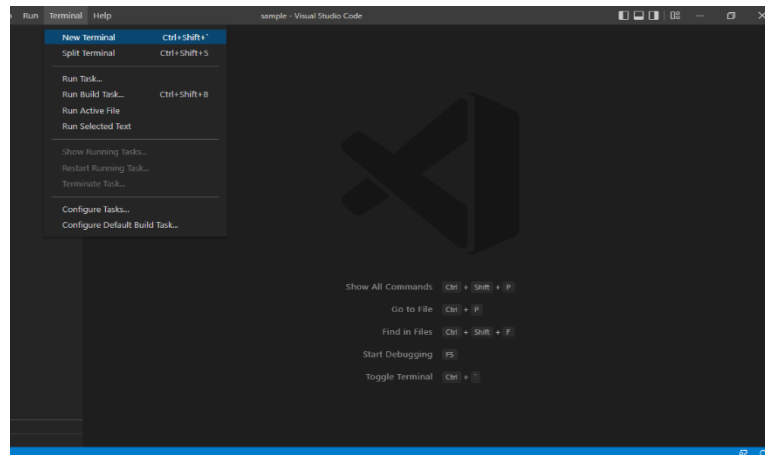 Run Terminal Help sample - Visual Studio Code
New Terminal Ctrl+Shift+`
Split Terminal Ctrl+Shift+5
Run Task...
Run Build Task... Ctrl+Shift+B
Run Active File
Run Selected Text
Show Running Tasks...
Restart Running Task...
Terminate Task...
Configure Tasks...
Configure Default Build Task...
Show All Commands Ctrl + Shift + P
Go to File Ctrl + P
Find in Files Ctrl + Shift + F
Start Debugging F5
Toggle Terminal Ctrl + `